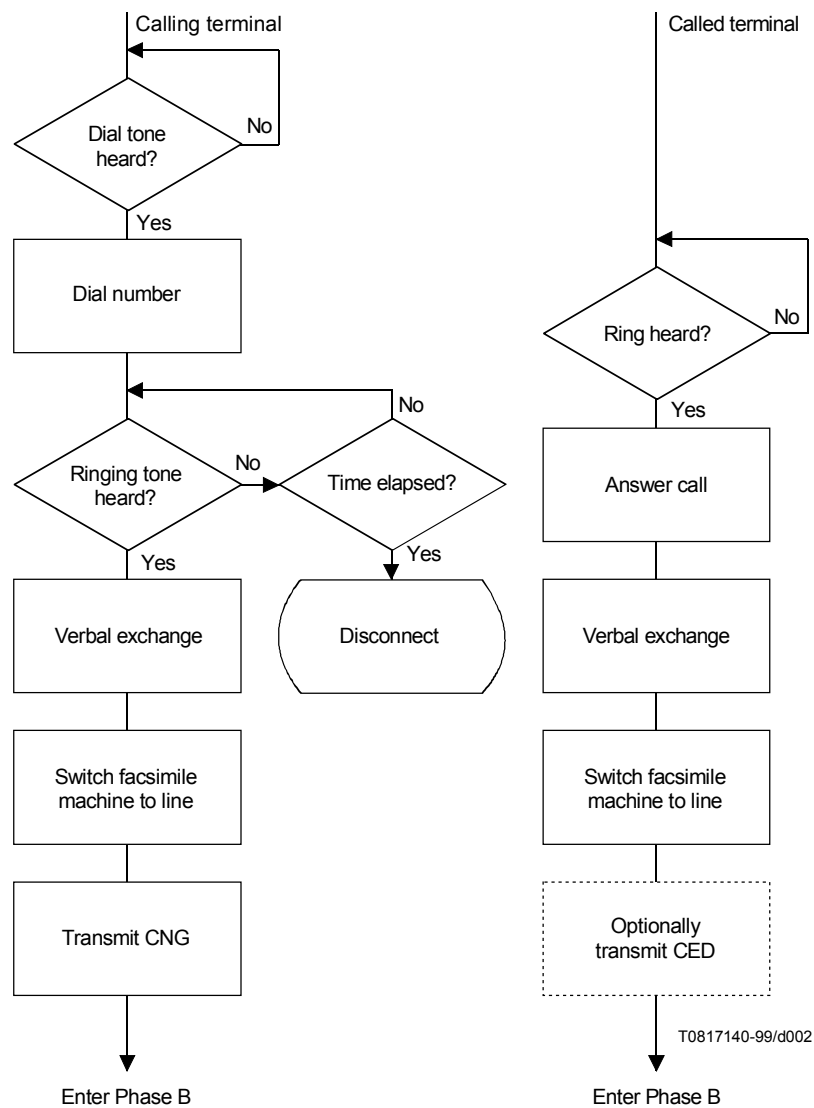 Calling terminal
Dial tone
heard?
No
Yes
Dial number
No
Ringing tone
heard?
No
Time elapsed?
Yes
Yes
Verbal exchange
Disconnect
Switch facsimile
machine to line
Transmit CNG
Enter Phase B
Called terminal
Ring heard?
No
Yes
Answer call
Verbal exchange
Switch facsimile
machine to line
Optionally
transmit CED
T0817140-99/d002
Enter Phase B